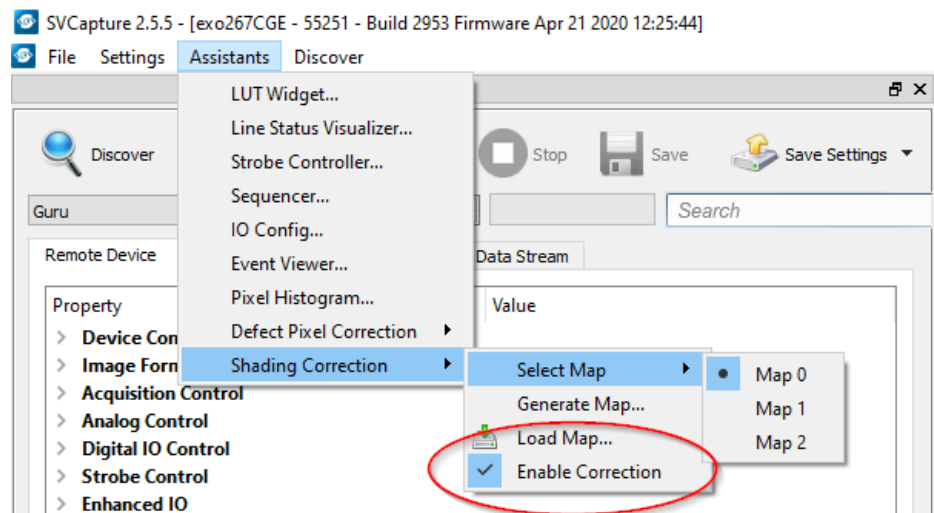 SVCapture 2.5.5 - [exo267CGE - 55251 - Build 2953 Firmware Apr 21 2020 12:25:44]
File Settings Assistants Discover
LUT Widget...
Line Status Visualizer...
Strobe Controller...
Sequencer...
IO Config...
Event Viewer...
Pixel Histogram...
Defect Pixel Correction
Shading Correction
Discover
Stop
Save
Save Settings
Guru
Search
Remote Device
Data Stream
Property
Value
Device Con
Image Forn
Acquisition Control
Analog Control
Digital IO Control
Strobe Control
Enhanced IO
Select Map
Generate Map...
Load Map...
Enable Correction
Map 0
Map 1
Map 2